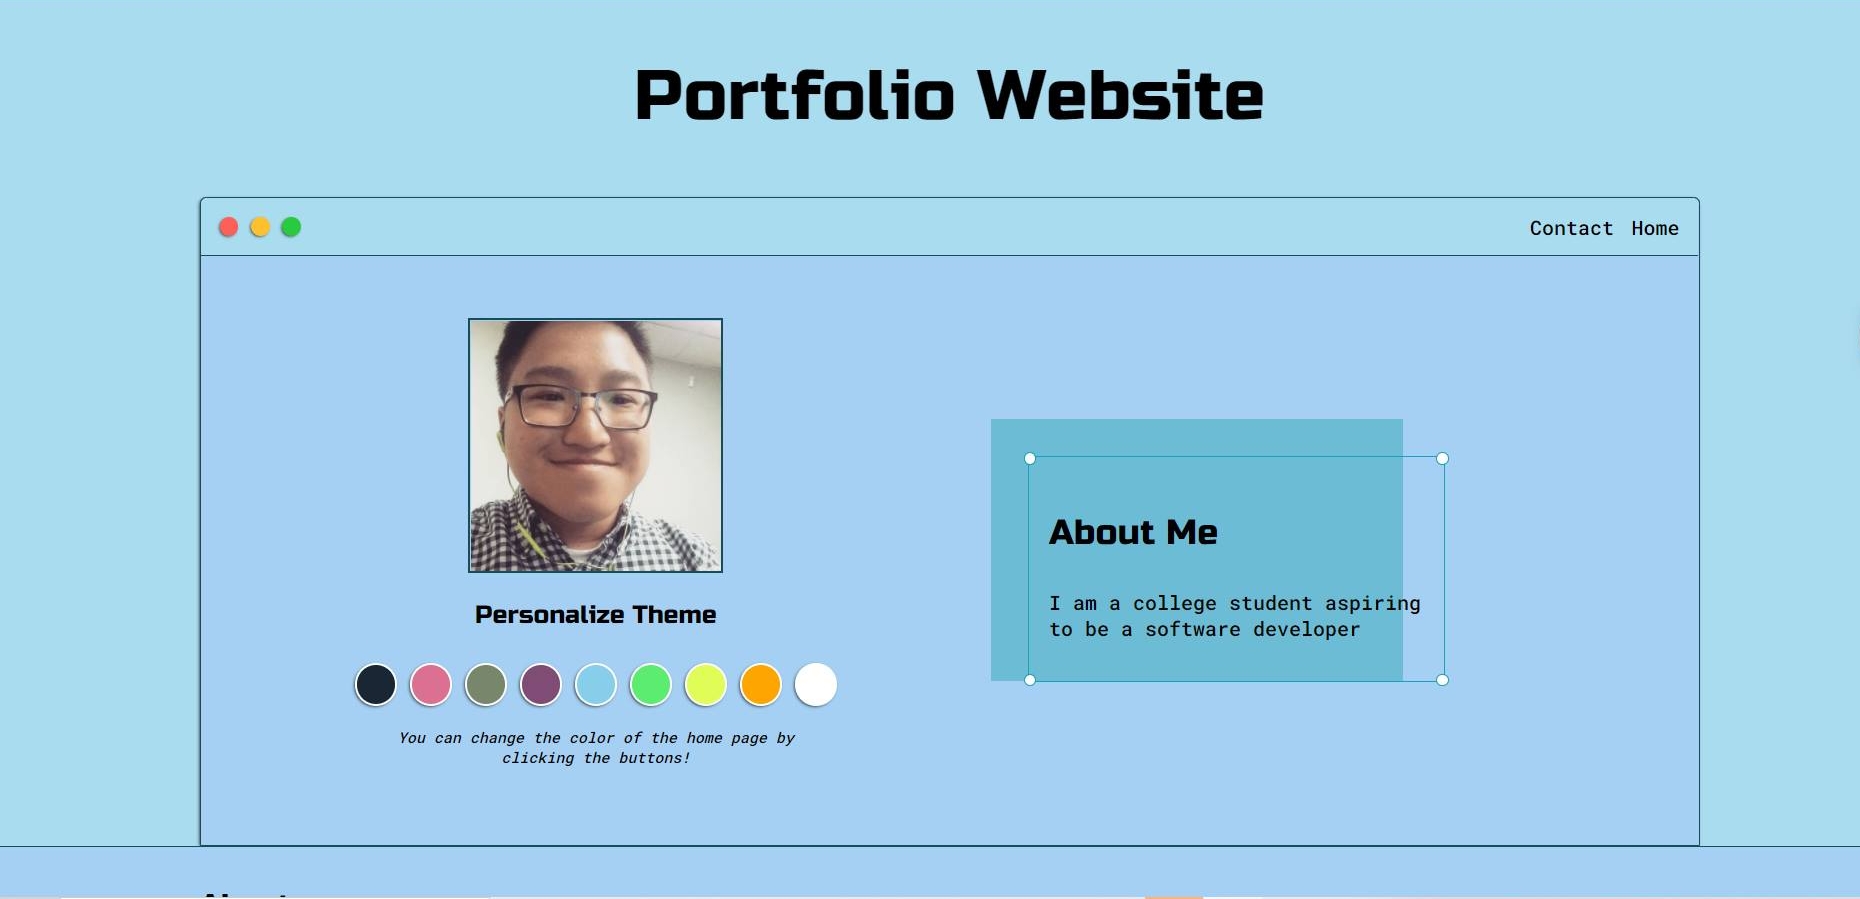 Portfolio Website
Contact Home
Personalize Theme
You can change the color of the home page by
clicking the buttons!
About Me
I am a college student aspiring
to be a software developer